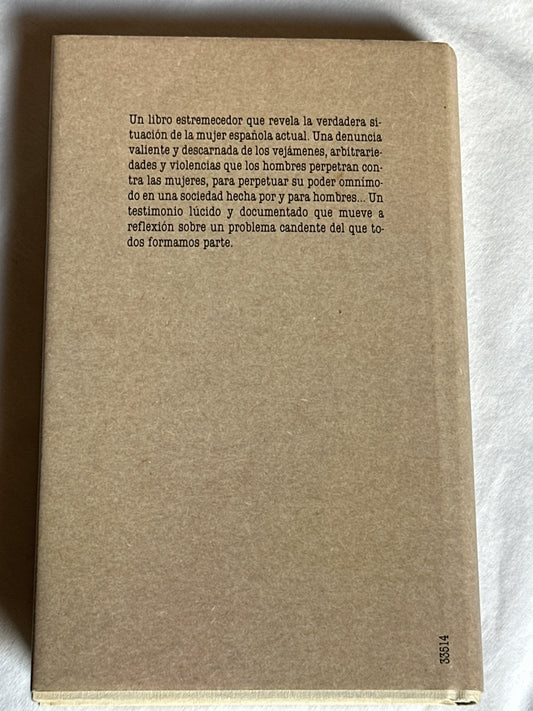 Un libro estremecedor que revela la verdadera si-
tuación de la mujer española actual. Una denuncia
valiente y descarnada de los vejámenes, arbitrarie-
dades y violencias que los hombres perpetran con-
tra las mujeres, para perpetuar su poder omnímo-
do en una sociedad hecha por y para hombres... Un
testimonio lúcido y documentado que mueve a
reflexión sobre un problema candente del que to-
dos formamos parte.
33514